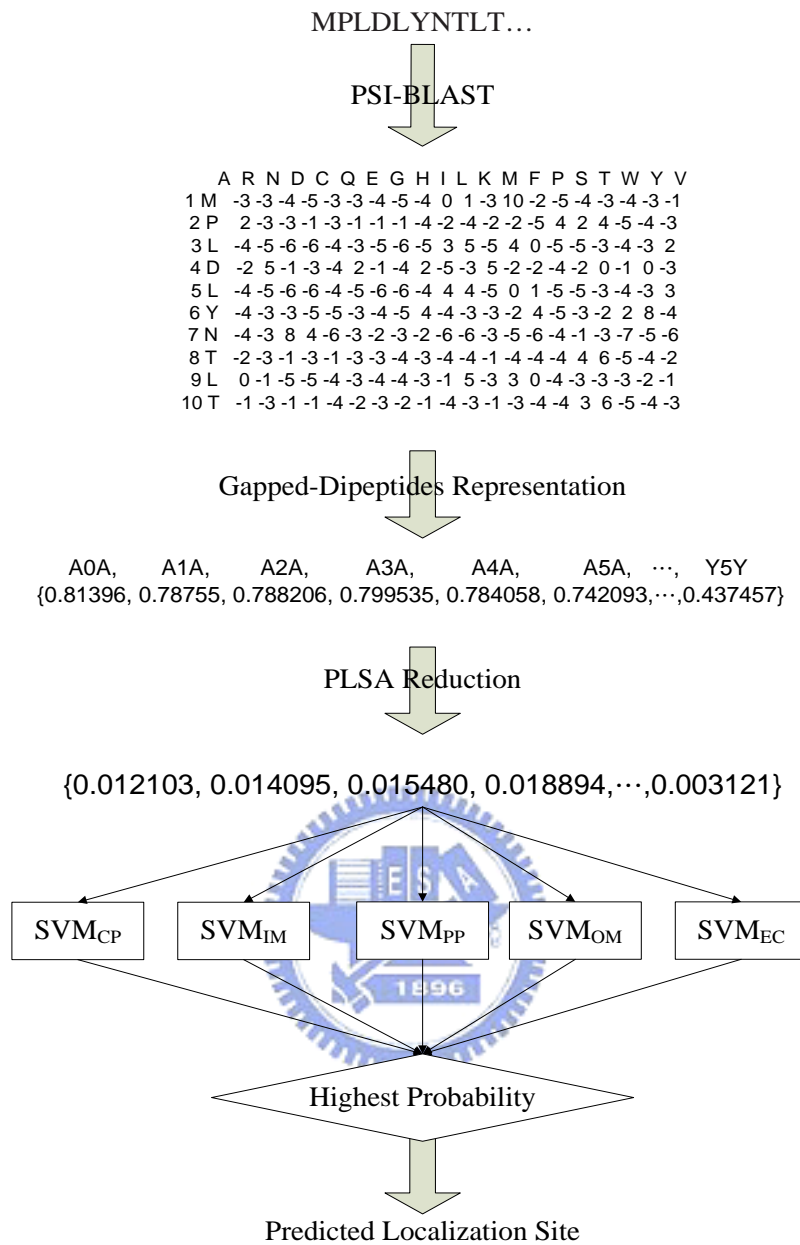 MPLDLYNTLT…
PSI-BLAST
A R N D C Q E G H I L K M F P S T W Y V
1 M -3 -3 -4 -5 -3 -3 -4 -5 -4 0 1 -3 10 -2 -5 -4 -3 -4 -3 -1
2 P 2 -3 -3 -1 -3 -1 -1 -1 -4 -2 -4 -2 -2 -5 4 2 4 -5 -4 -3
3 L -4 -5 -6 -6 -4 -3 -5 -6 -5 3 5 -5 4 0 -5 -5 -3 -4 -3 2
4 D -2 5 -1 -3 -4 2 -1 -4 2 -5 -3 5 -2 -2 -4 -2 0 -1 0 -3
5 L -4 -5 -6 -6 -4 -5 -6 -6 -4 4 4 -5 0 1 -5 -5 -3 -4 -3 3
6 Y -4 -3 -3 -5 -5 -3 -4 -5 4 -4 -3 -3 -2 4 -5 -3 -2 2 8 -4
7 N -4 -3 8 4 -6 -3 -2 -3 -2 -6 -6 -3 -5 -6 -4 -1 -3 -7 -5 -6
8 T -2 -3 -1 -3 -1 -3 -3 -4 -3 -4 -4 -1 -4 -4 -4 4 6 -5 -4 -2
9 L 0 -1 -5 -5 -4 -3 -4 -4 -3 -1 5 -3 3 0 -4 -3 -3 -3 -2 -1
10 T -1 -3 -1 -1 -4 -2 -3 -2 -1 -4 -3 -1 -3 -4 -4 3 6 -5 -4 -3
Gapped-Dipeptides Representation
A0A, A1A, A2A, A3A, A4A, A5A, …, Y5Y
{0.81396, 0.78755, 0.788206, 0.799535, 0.784058, 0.742093,…,0.437457}
PLSA Reduction
{0.012103, 0.014095, 0.015480, 0.018894,…,0.003121}
ESA
SVMCP SVMIM SVMPP SVMOM SVMEC
1896
Highest Probability
Predicted Localization Site